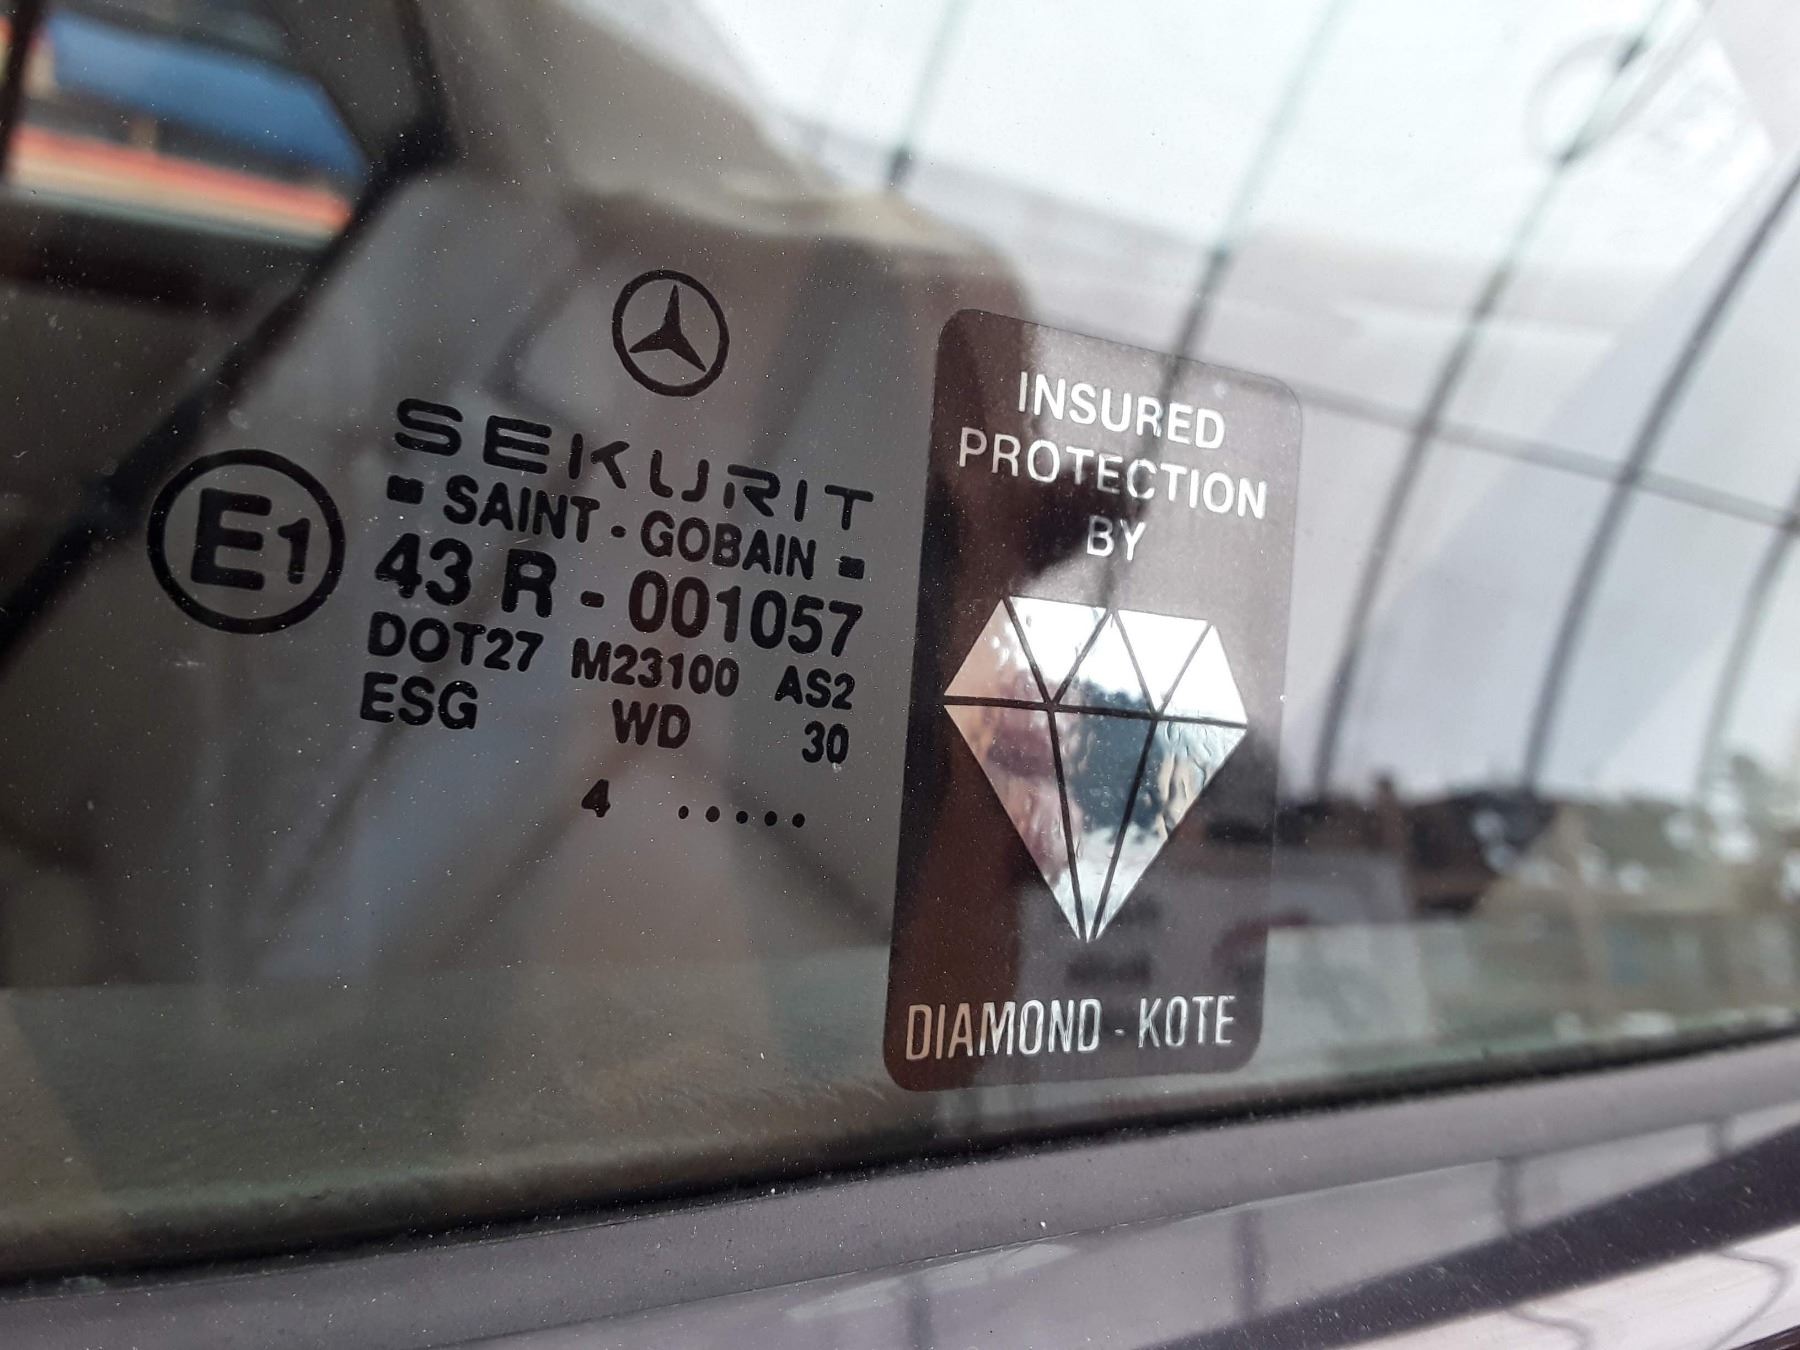 SEKURIT
SAINT - GOBAIN
E1
43 R - 001057
DOT27 M23100 AS2
ESG WD 30
4 .....
INSURED
PROTECTION
BY
DIAMOND - KOTE